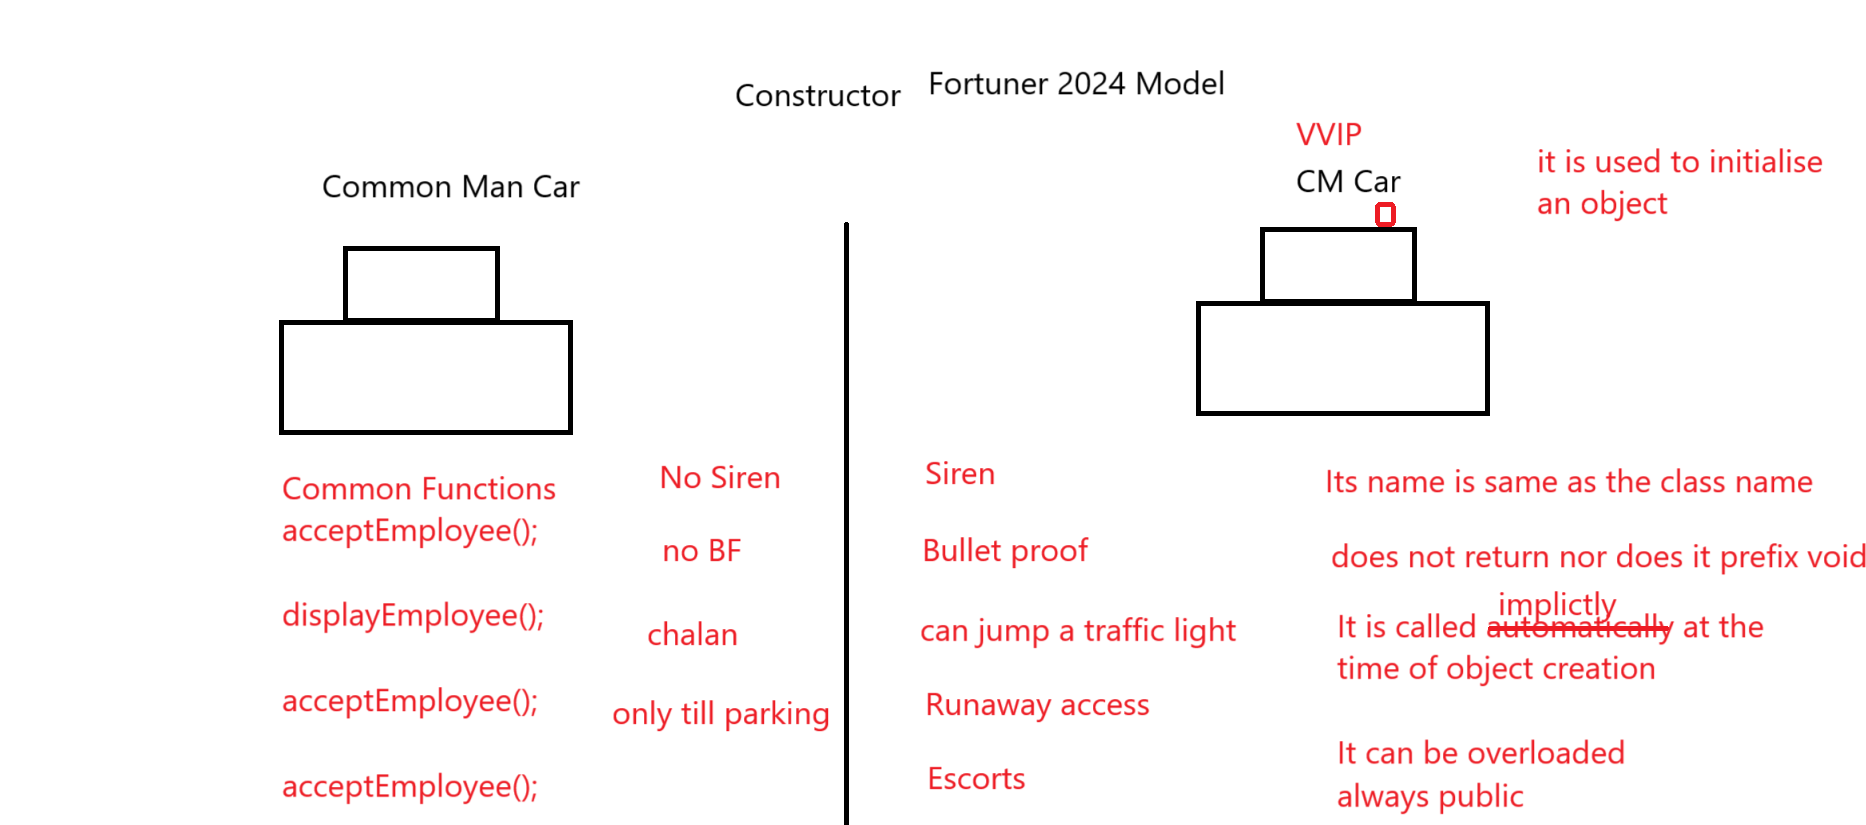 Constructor
Fortuner 2024 Model
Common Man Car
Common Functions
acceptEmployee();
displayEmployee();
acceptEmployee();
acceptEmployee();
No Siren
no BF
chalan
only till parking
VVIP
CM Car
it is used to initialise
an object
Siren
Bullet proof
can jump a traffic light
Runaway access
Escorts
Its name is same as the class name
does not return nor does it prefix void
implictly
It is called automatically at the
time of object creation
It can be overloaded
always public